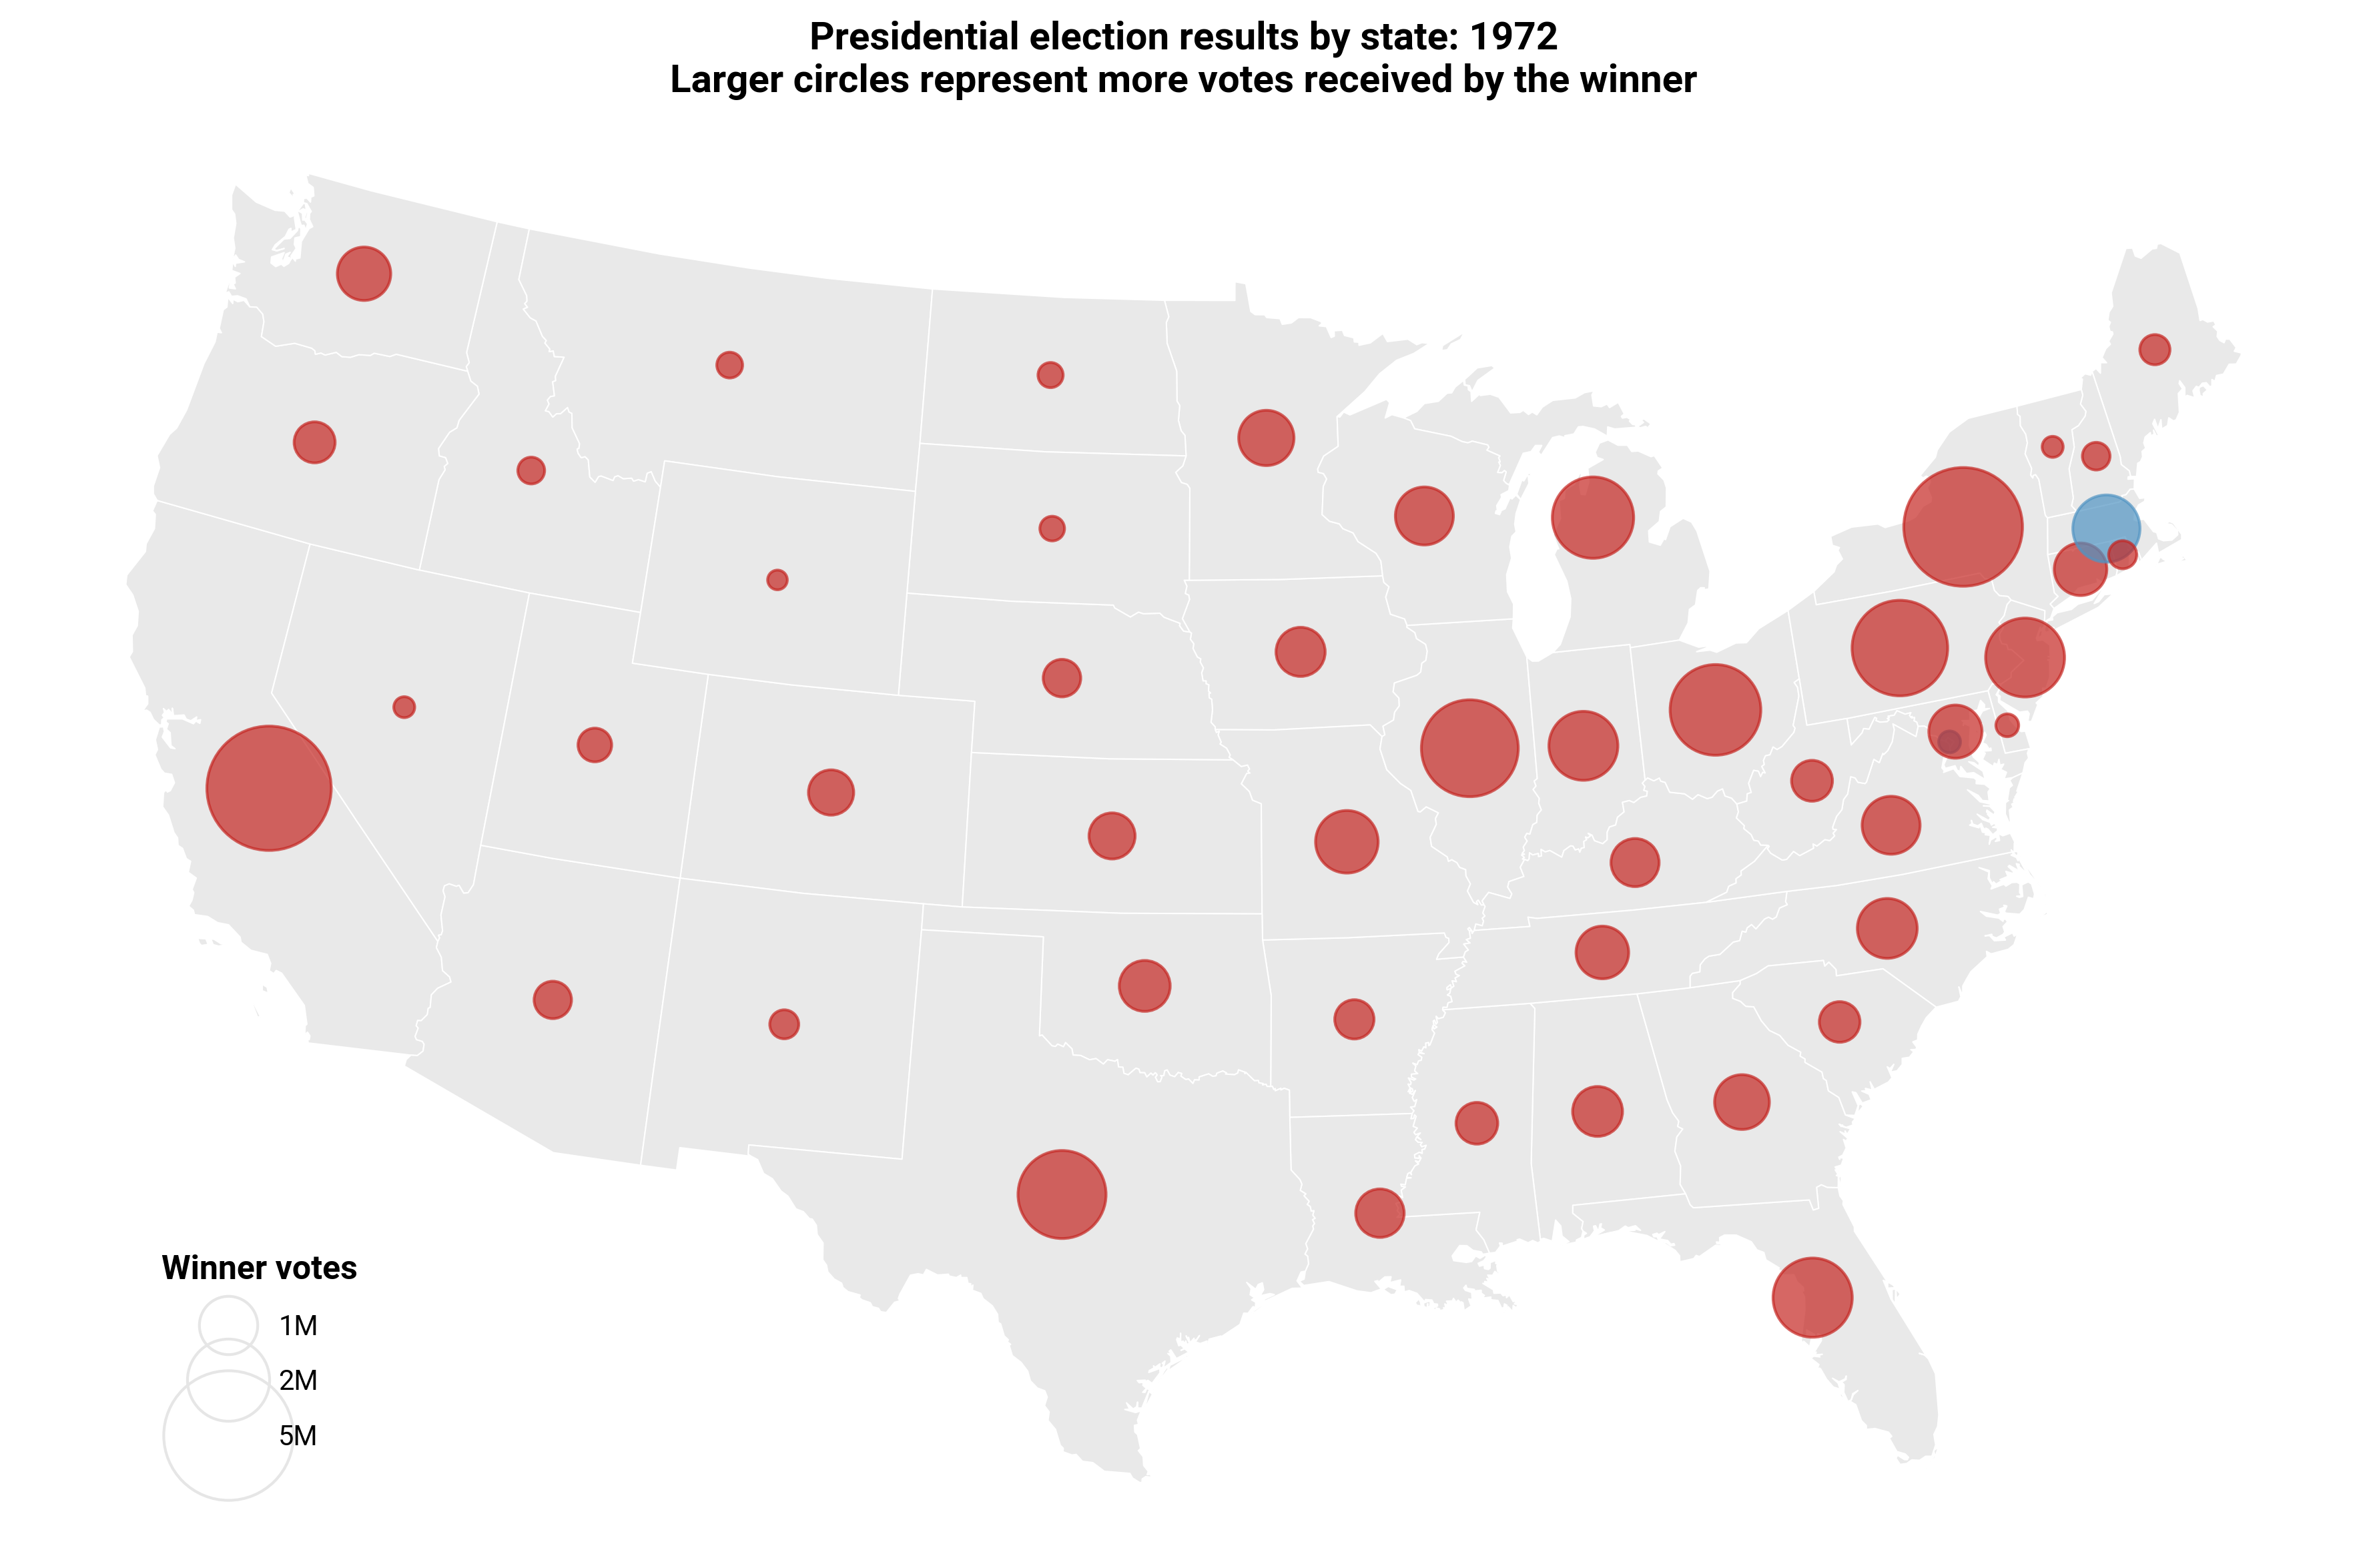 Presidential election results by state: 1972
Larger circles represent more votes received by the winner
Winner votes
1M
2M
5M